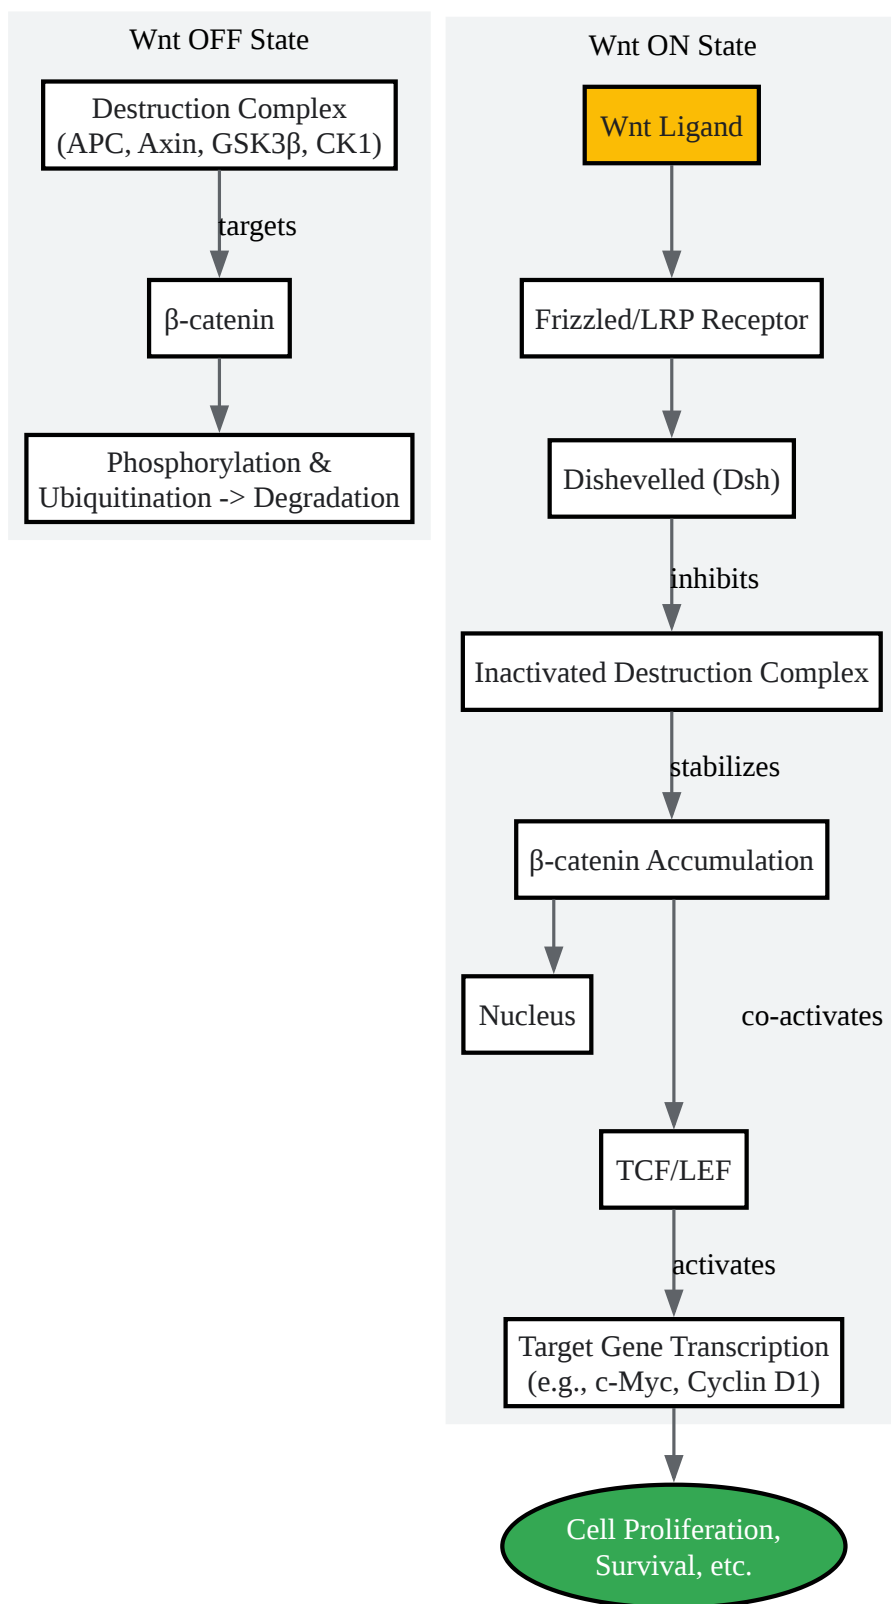 Wnt OFF State
Destruction Complex
(APC, Axin, GSK3β, CK1)
targets
β-catenin
Phosphorylation &
Ubiquitination -> Degradation
Wnt ON State
Wnt Ligand
Frizzled/LRP Receptor
Dishevelled (Dsh)
inhibits
Inactivated Destruction Complex
stabilizes
β-catenin Accumulation
Nucleus
co-activates
TCF/LEF
activates
Target Gene Transcription
(e.g., c-Myc, Cyclin D1)
Cell Proliferation,
Survival, etc.